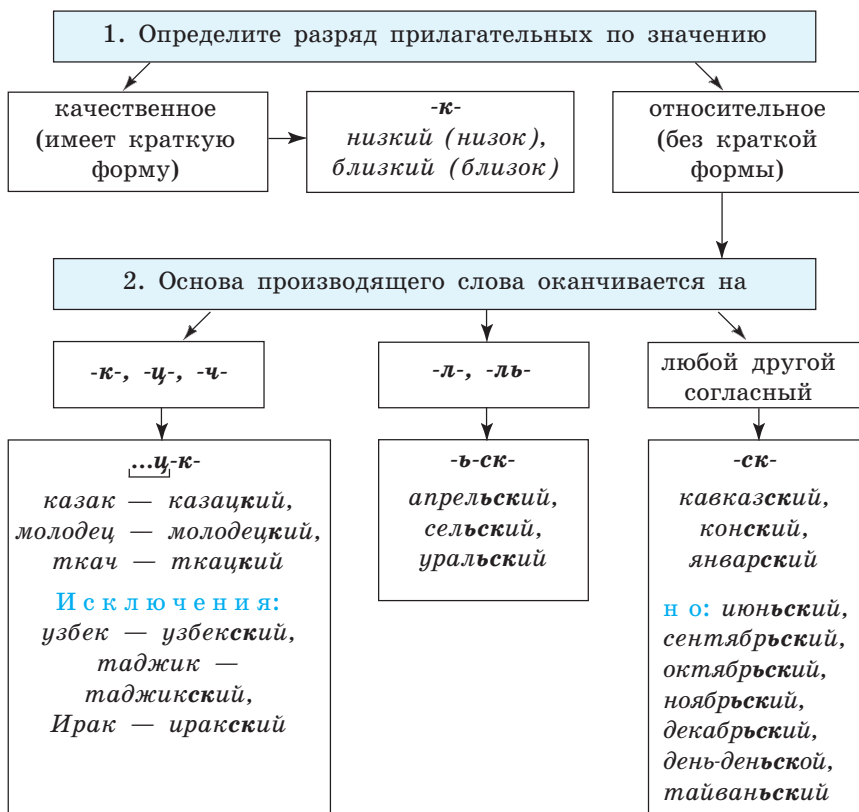 1. Определите разряд прилагательных по значению
качественное
(имеет краткую
форму)
-к-
низкий (низок),
близкий (близок)
относительное
(без краткой
формы)
2. Основа производящего слова оканчивается на
-к-, -ц-, -ч-
-л-, -ль-
любой другой
согласный
...ц-к-
казак — казацкий,
молодец — молодецкий,
ткач — ткацкий
Исключения:
узбек — узбекский,
таджик —
таджикский,
Ирак — иракский
-ь-ск-
апрельский,
сельский,
уральский
-ск-
кавказский,
конский,
январский
но: июньский,
сентябрьский,
октябрьский,
ноябрьский,
декабрьский,
день-деньской,
тайваньский